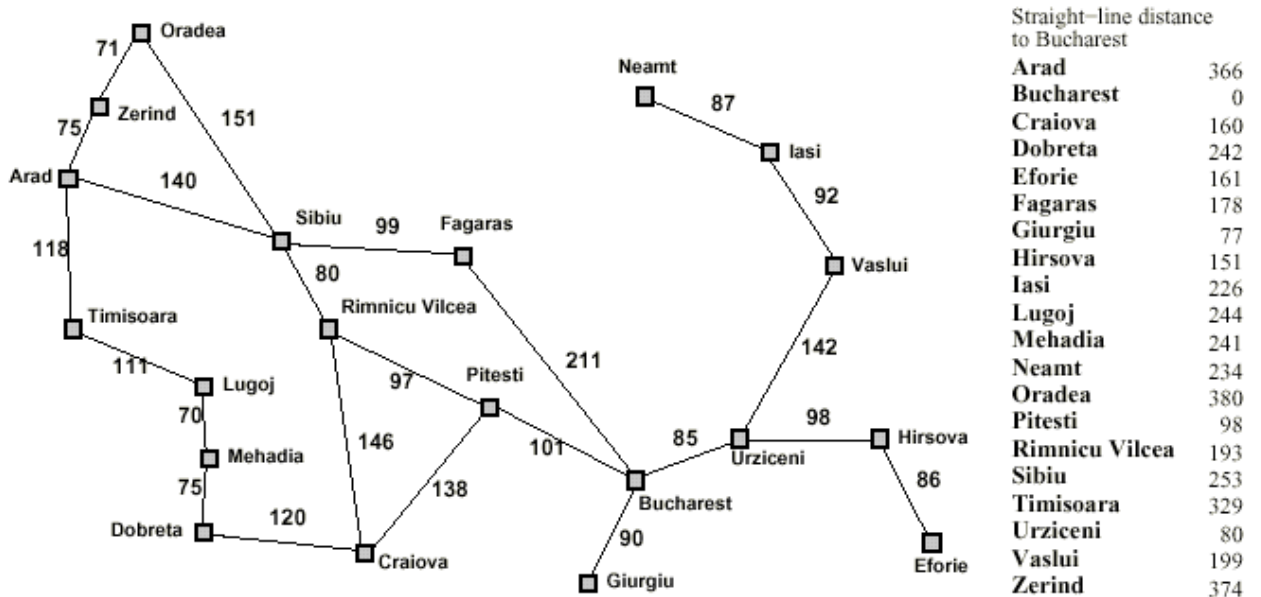 Oradea
71
Neamt
87
Zerind
151
75
Iasi
Arad
140
92
Sibiu
Fagaras
99
118
80
Vaslui
Timisoara
Rimnicu Vilcea
142
111
Lugoj
Pitesti
211
97
70
98
146
101
85
Hirsova
Mehadia
Urziceni
75
138
86
Bucharest
120
Dobreta
90
Craiova
Giurgiu
Eforie
Straight−line distance
to Bucharest
Arad 366
Bucharest 0
Craiova 160
Dobreta 242
Eforie 161
Fagaras 178
Giurgiu 77
Hirsova 151
Iasi 226
Lugoj 244
Mehadia 241
Neamt 234
Oradea 380
Pitesti 98
Rimnicu Vilcea 193
Sibiu 253
Timisoara 329
Urziceni 80
Vaslui 199
Zerind 374